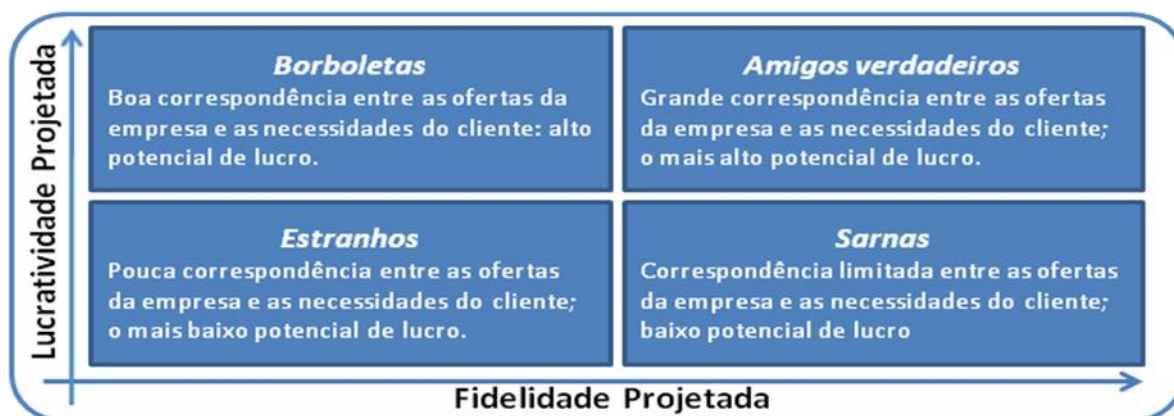 Lucratividade Projetada
Borboletas
Boa correspondência entre as ofertas da
empresa e as necessidades do cliente: alto
potencial de lucro.
Amigos verdadeiros
Grande correspondência entre as ofertas
da empresa e as necessidades do cliente;
o mais alto potencial de lucro.
Estranhos
Pouca correspondência entre as ofertas
da empresa e as necessidades do cliente;
o mais baixo potencial de lucro.
Sarnas
Correspondência limitada entre as ofertas
da empresa e as necessidades do cliente;
baixo potencial de lucro
Fidelidade Projetada